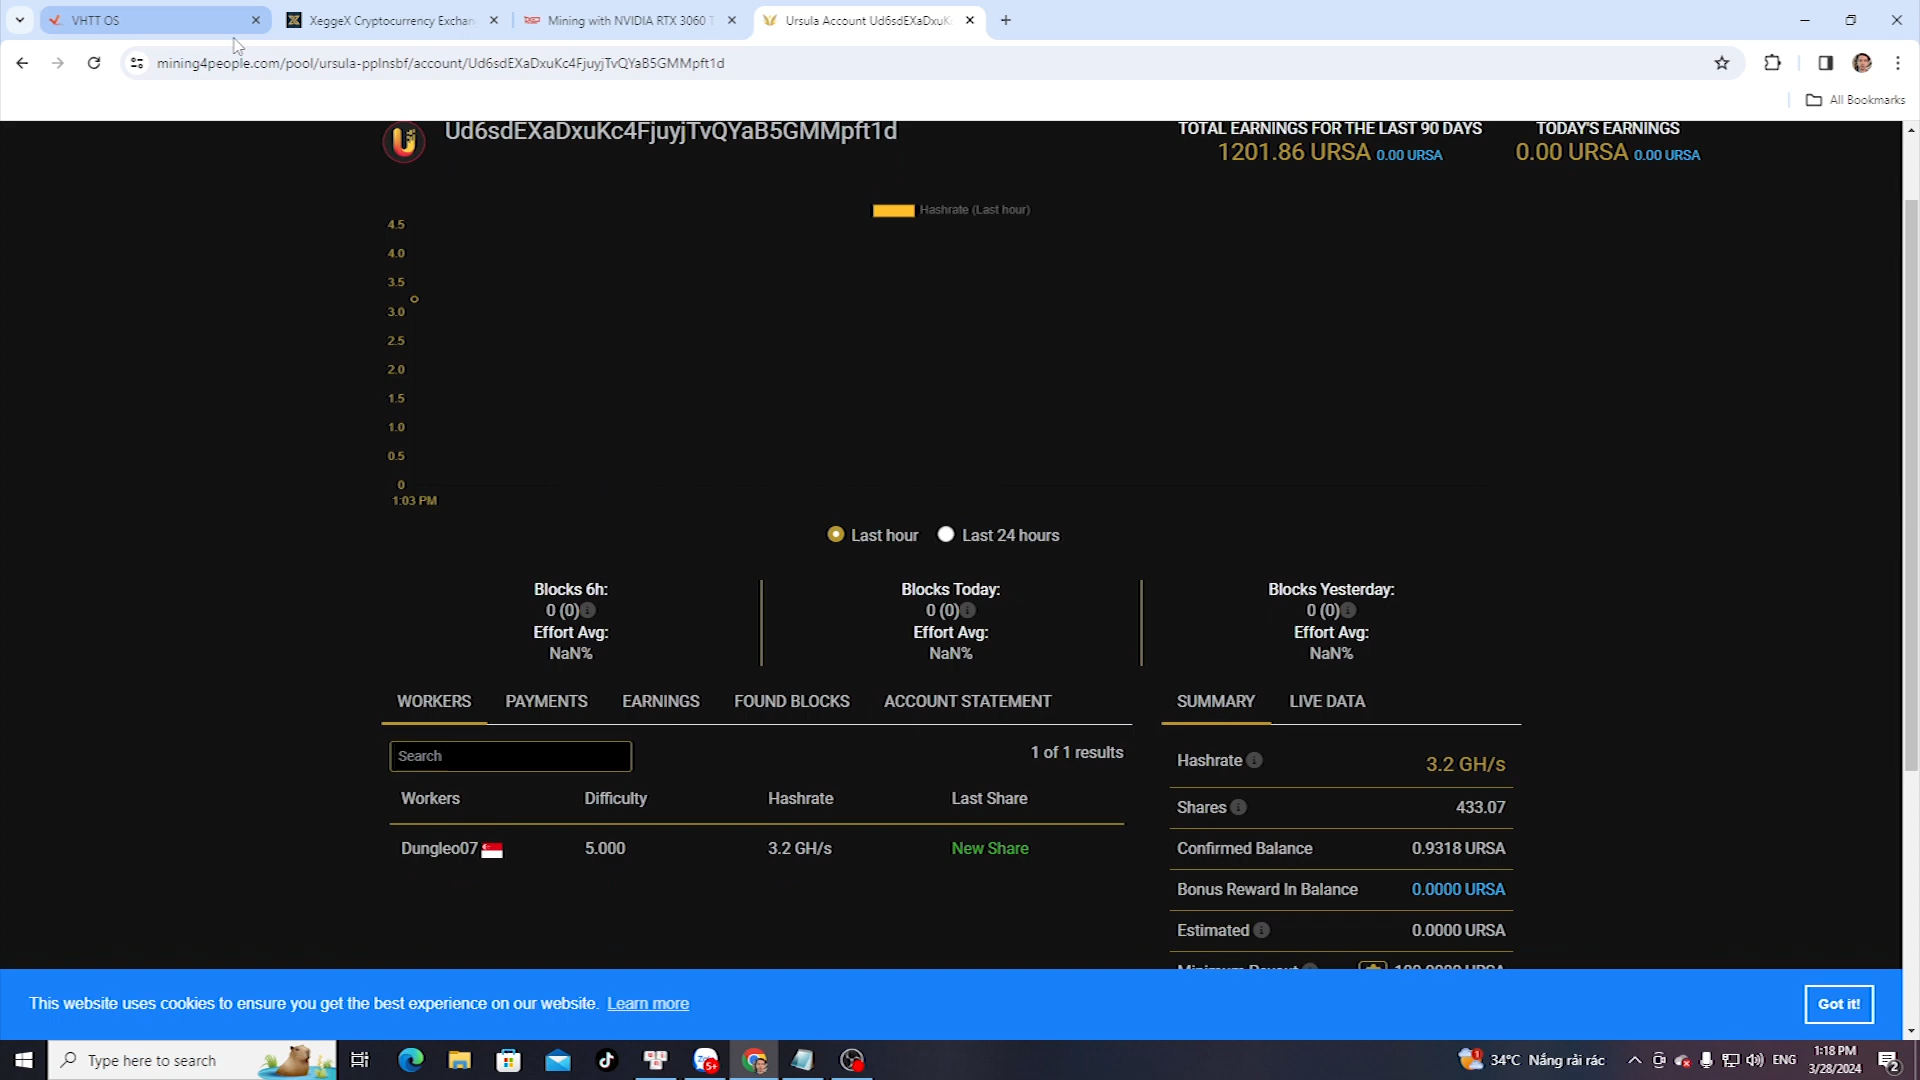 VHTT OS
XeggeX Cryptocurrency Exchan
Mining with NVIDIA RTX 3060 T
Ursula Account Ud6sdEXaDxuK
mining4people.com/pool/ursula-pplnsbf/account/Ud6sdEXaDxuKc4FjuyjTvQYaB5GMMpft1d
All Bookmarks
Ud6sdEXaDxuKc4FjuyjTvQYaB5GMMpft1d
TOTAL EARNINGS FOR THE LAST 90 DAYS
1201.86 URSA 0.00 URSA
TODAY'S EARNINGS
0.00 URSA 0.00 URSA
Hashrate (Last hour)
4.5
4.0
3.5
3.0
2.5
2.0
1.5
1.0
0.5
0
1:03 PM
Last hour
Last 24 hours
Blocks 6h:
0 (0)
Effort Avg:
NaN%
Blocks Today:
0 (0)
Effort Avg:
NaN%
Blocks Yesterday:
0 (0)
Effort Avg:
NaN%
WORKERS PAYMENTS EARNINGS FOUND BLOCKS ACCOUNT STATEMENT
Search
1 of 1 results
Workers Difficulty Hashrate Last Share
Dungleo07 5.000 3.2 GH/s New Share
SUMMARY LIVE DATA
Hashrate 3.2 GH/s
Shares 433.07
Confirmed Balance 0.9318 URSA
Bonus Reward In Balance 0.0000 URSA
Estimated 0.0000 URSA
This website uses cookies to ensure you get the best experience on our website. Learn more
Got it!
Type here to search
34°C Nắng rải rác
ENG
1:18 PM
3/28/2024
2